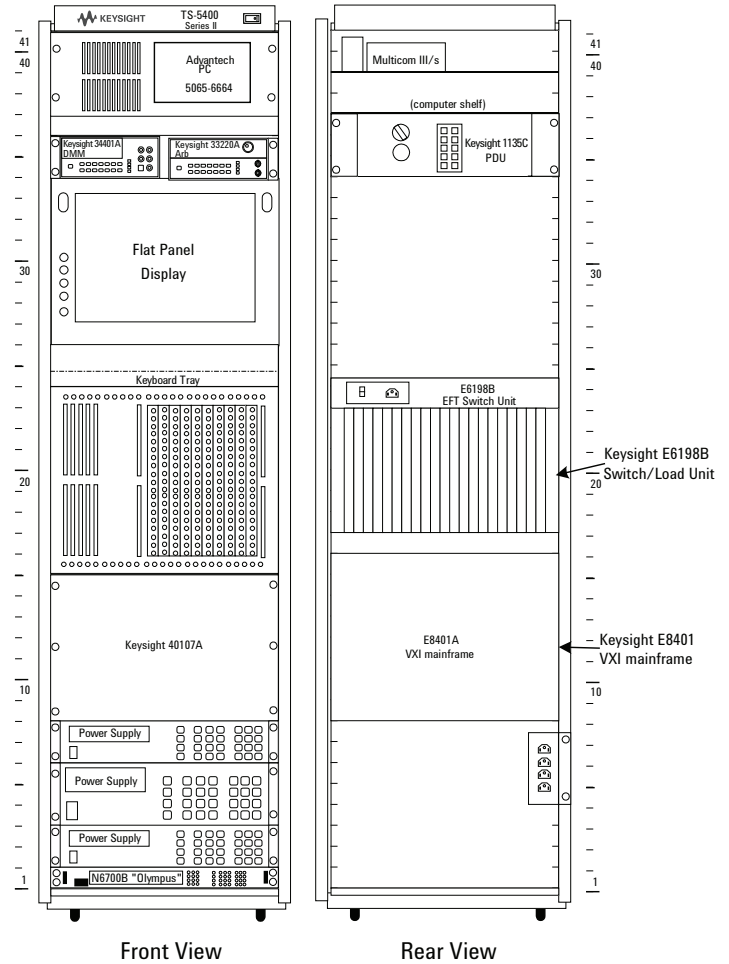 KEYSIGHT
TS-5400
Series II
41
40
30
20
10
1
Advantech
PC
5065-6664
Keysight 34401A
DMM
Keysight 33220A
Arb
Flat Panel
Display
Keyboard Tray
Keysight 40107A
Power Supply
Power Supply
Power Supply
N6700B "Olympus"
Front View
Multicom III/s
(computer shelf)
Keysight 1135C
PDU
E6198B
EFT Switch Unit
E8401A
VXI mainframe
Rear View
41
40
30
20
10
1
Keysight E6198B
Switch/Load Unit
Keysight E8401
VXI mainframe